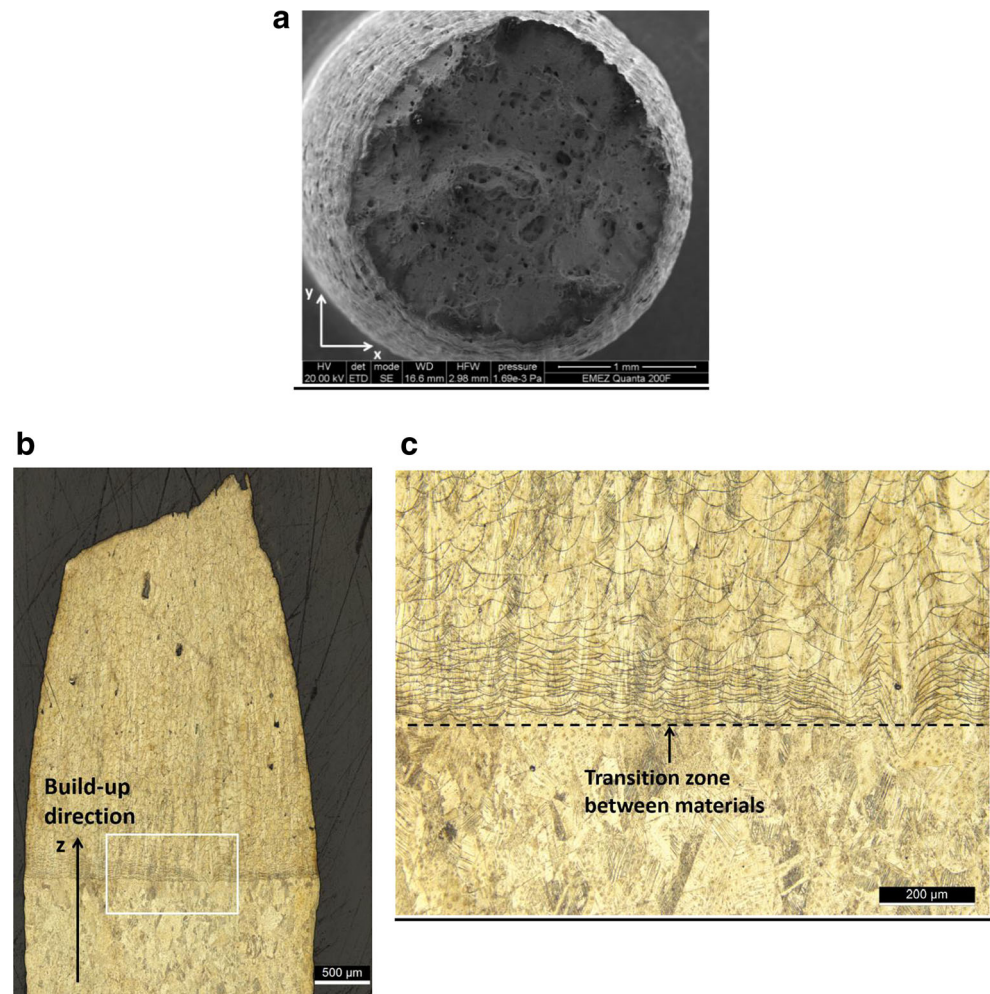 a
y
x
HV det mode WD HFW pressure 1 mm
20.00 kV ETD SE 16.6 mm 2.98 mm 1.69e-3 Pa EMEZ Quanta 200F
b
Build-up
direction
z
500 µm
c
Transition zone
between materials
200 µm